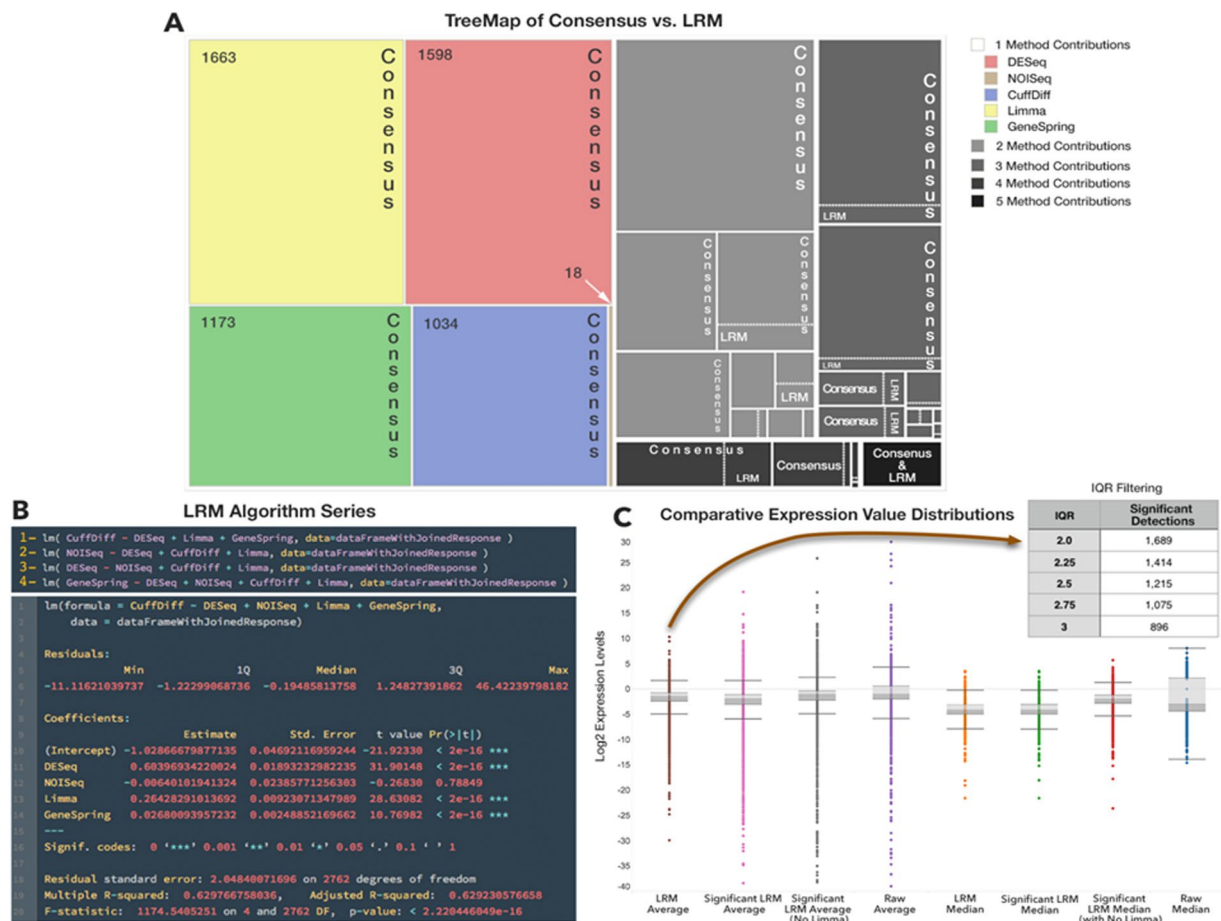 A
TreeMap of Consensus vs. LRM
1663
Consensus
1598
Consensus
18
1173
Consensus
1034
Consensus
Consensus
Consensus
Consensus
LRM
Consensus
LRM
Consensus
LRM
Consensus
LRM
Consensus
LRM
Consensus
LRM
Consensus
LRM
Consensus
Consenus
&
LRM
1 Method Contributions
DESeq
NOISeq
CuffDiff
Limma
GeneSpring
2 Method Contributions
3 Method Contributions
4 Method Contributions
5 Method Contributions
B
LRM Algorithm Series
1- lm( CuffDiff ~ DESeq + Limma + GeneSpring, data=dataFrameWithJoinedResponse )
2- lm( NOISeq ~ DESeq + CuffDiff + Limma, data=dataFrameWithJoinedResponse )
3- lm( DESeq ~ NOISeq + CuffDiff + Limma, data=dataFrameWithJoinedResponse )
4- lm( GeneSpring ~ DESeq + NOISeq + CuffDiff + Limma, data=dataFrameWithJoinedResponse )
1 lm(formula = CuffDiff ~ DESeq + NOISeq + Limma + GeneSpring,
2 data = dataFrameWithJoinedResponse)
3
4 Residuals:
5 Min 1Q Median 3Q Max
6 -11.11621039737 -1.22299068736 -0.19485813758 1.24827391862 46.42239798182
7
8 Coefficients:
9 Estimate Std. Error t value Pr(>|t|)
10 (Intercept) -1.02866679877135 0.04692116959244 -21.92330 < 2e-16 ***
11 DESeq 0.60396934220024 0.01893232982235 31.90148 < 2e-16 ***
12 NOISeq -0.00640101941324 0.02385771256303 -0.26830 0.78849
13 Limma 0.26428291013692 0.00923071347989 28.63082 < 2e-16 ***
14 GeneSpring 0.02680093957232 0.00248852169662 10.76982 < 2e-16 ***
15 ---
16 Signif. codes: 0 ‘***’ 0.001 ‘**’ 0.01 ‘*’ 0.05 ‘.’ 0.1 ‘ ’ 1
17
18 Residual standard error: 2.04840071696 on 2762 degrees of freedom
19 Multiple R-squared: 0.629766758036, Adjusted R-squared: 0.629230576658
20 F-statistic: 1174.5405251 on 4 and 2762 DF, p-value: < 2.220446049e-16
C
Comparative Expression Value Distributions
IQR Filtering
IQR Significant Detections
2.0 1,689
2.25 1,414
2.5 1,215
2.75 1,075
3 896
Log2 Expression Levels
30
25
20
15
10
5
0
-5
-10
-15
-20
-25
-30
-35
-40
LRM Average
Significant LRM Average
Significant LRM Average (No Limma)
Raw Average
LRM Median
Significant LRM Median
Significant LRM Median (with No Limma)
Raw Median